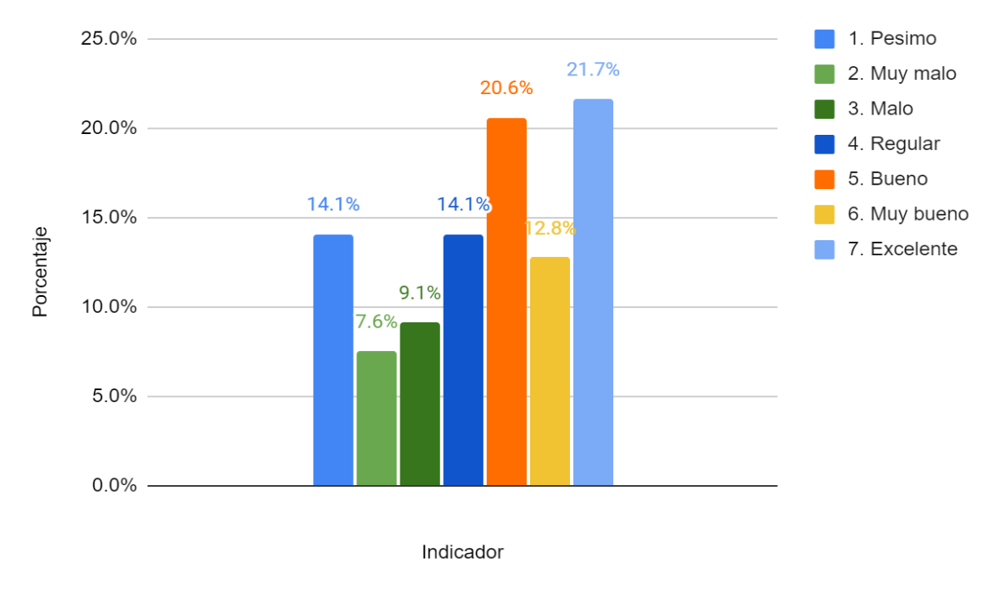 25.0%
20.0%
15.0%
10.0%
5.0%
0.0%
Porcentaje
14.1%
7.6%
9.1%
14.1%
20.6%
12.8%
21.7%
Indicador
1. Pesimo
2. Muy malo
3. Malo
4. Regular
5. Bueno
6. Muy bueno
7. Excelente